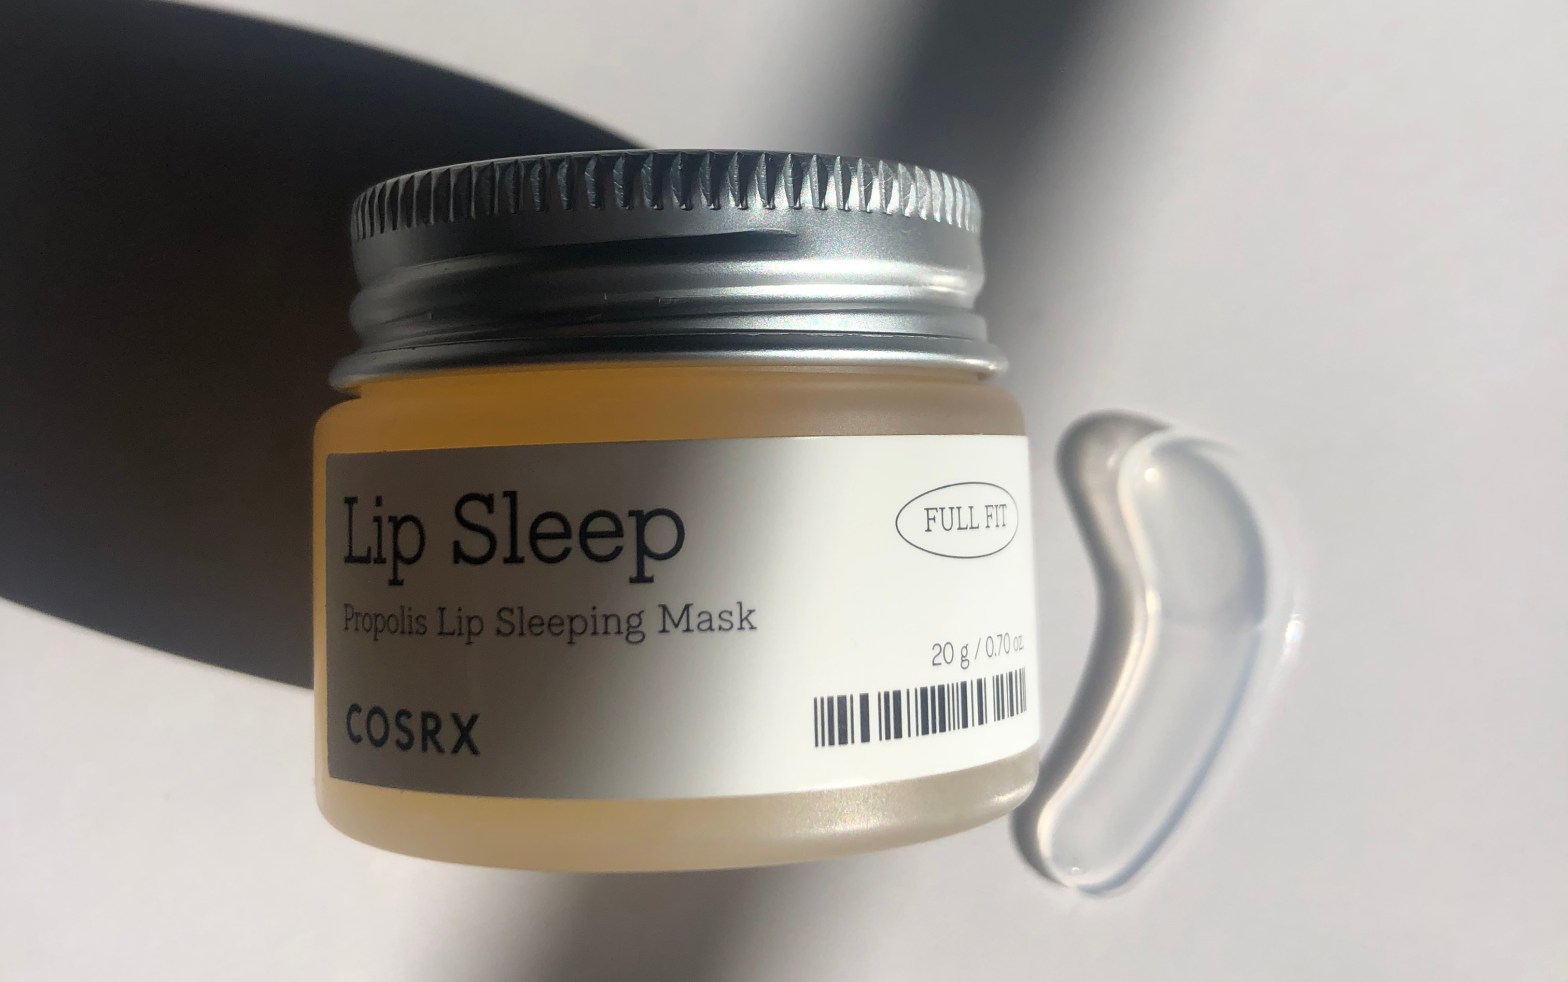 Lip Sleep
FULL FIT
Propolis Lip Sleeping Mask
20 g / 0.70 oz.
COSRX